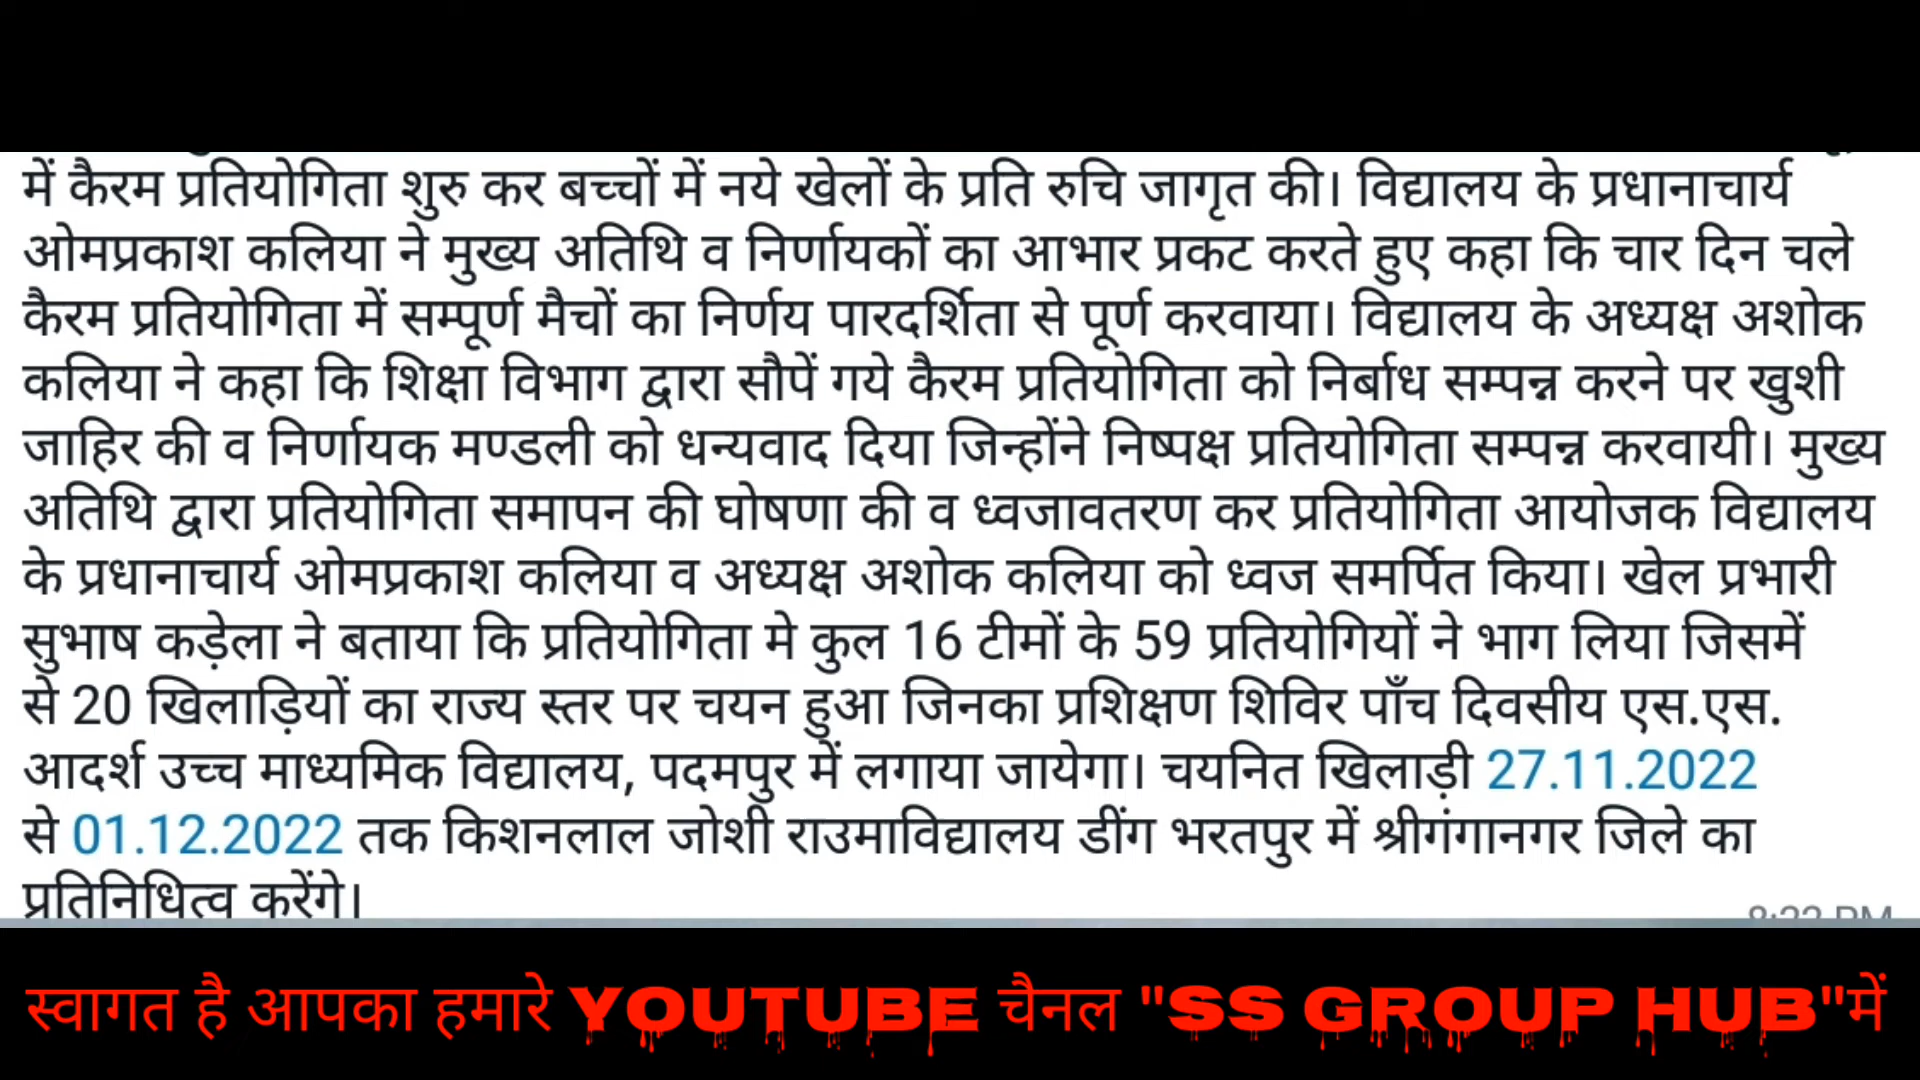 में कैरम प्रतियोगिता शुरु कर बच्चों में नये खेलों के प्रति रुचि जागृत की। विद्यालय के प्रधानाचार्य
ओमप्रकाश कलिया ने मुख्य अतिथि व निर्णायकों का आभार प्रकट करते हुए कहा कि चार दिन चले
कैरम प्रतियोगिता में सम्पूर्ण मैचों का निर्णय पारदर्शिता से पूर्ण करवाया। विद्यालय के अध्यक्ष अशोक
कलिया ने कहा कि शिक्षा विभाग द्वारा सौपें गये कैरम प्रतियोगिता को निर्बाध सम्पन्न करने पर खुशी
जाहिर की व निर्णायक मण्डली को धन्यवाद दिया जिन्होंने निष्पक्ष प्रतियोगिता सम्पन्न करवायी। मुख्य
अतिथि द्वारा प्रतियोगिता समापन की घोषणा की व ध्वजावतरण कर प्रतियोगिता आयोजक विद्यालय
के प्रधानाचार्य ओमप्रकाश कलिया व अध्यक्ष अशोक कलिया को ध्वज समर्पित किया। खेल प्रभारी
सुभाष कड़ेला ने बताया कि प्रतियोगिता मे कुल 16 टीमों के 59 प्रतियोगियों ने भाग लिया जिसमें
से 20 खिलाड़ियों का राज्य स्तर पर चयन हुआ जिनका प्रशिक्षण शिविर पाँच दिवसीय एस.एस.
आदर्श उच्च माध्यमिक विद्यालय, पदमपुर में लगाया जायेगा। चयनित खिलाड़ी 27.11.2022
से 01.12.2022 तक किशनलाल जोशी राउमाविद्यालय डींग भरतपुर में श्रीगंगानगर जिले का
प्रतिनिधित्व करेंगे।
स्वागत है आपका हमारे YOUTUBE चैनल "SS GROUP HUB"में